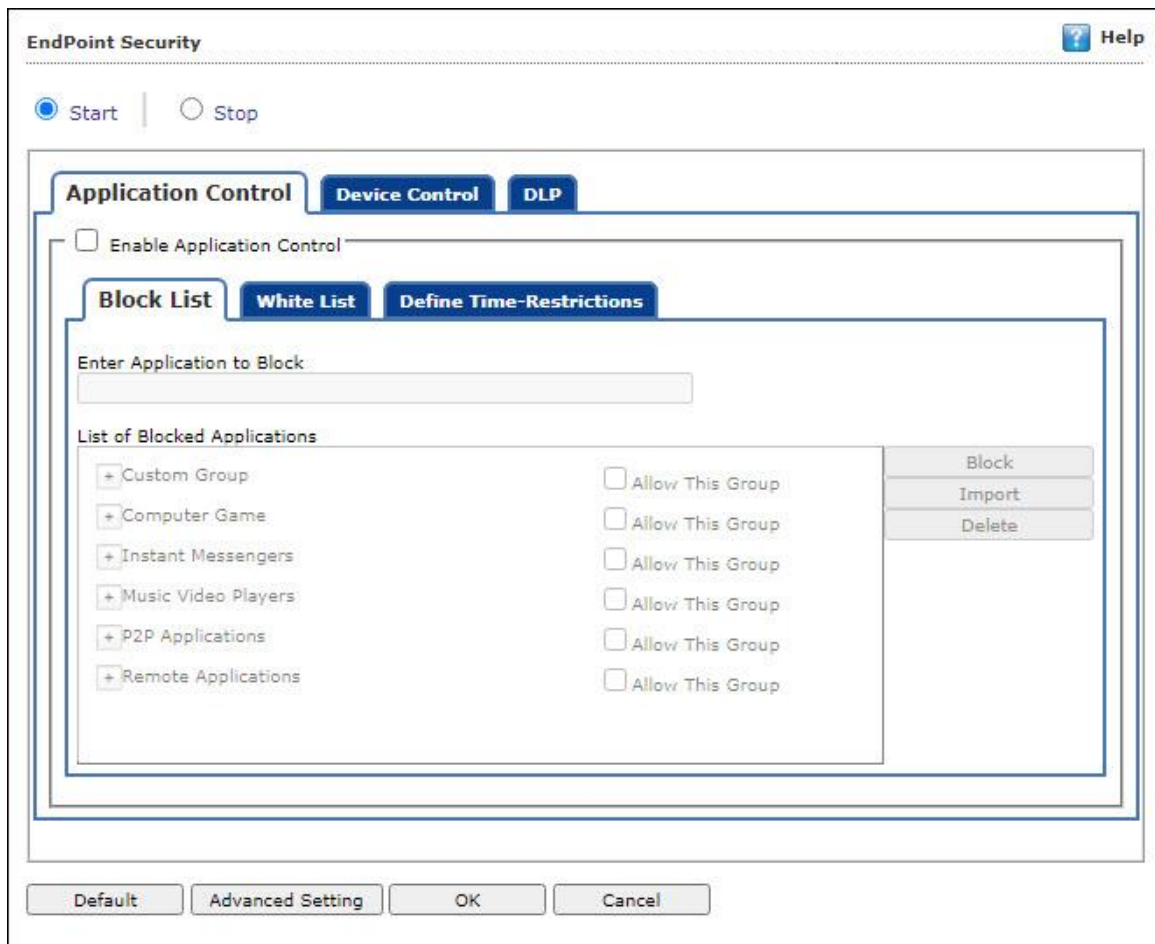 EndPoint Security
Help
Start
Stop
Application Control
Device Control
DLP
Enable Application Control
Block List
White List
Define Time-Restrictions
Enter Application to Block
List of Blocked Applications
+ Custom Group
Allow This Group
+ Computer Game
Allow This Group
+ Instant Messengers
Allow This Group
+ Music Video Players
Allow This Group
+ P2P Applications
Allow This Group
+ Remote Applications
Allow This Group
Block
Import
Delete
Default
Advanced Setting
OK
Cancel